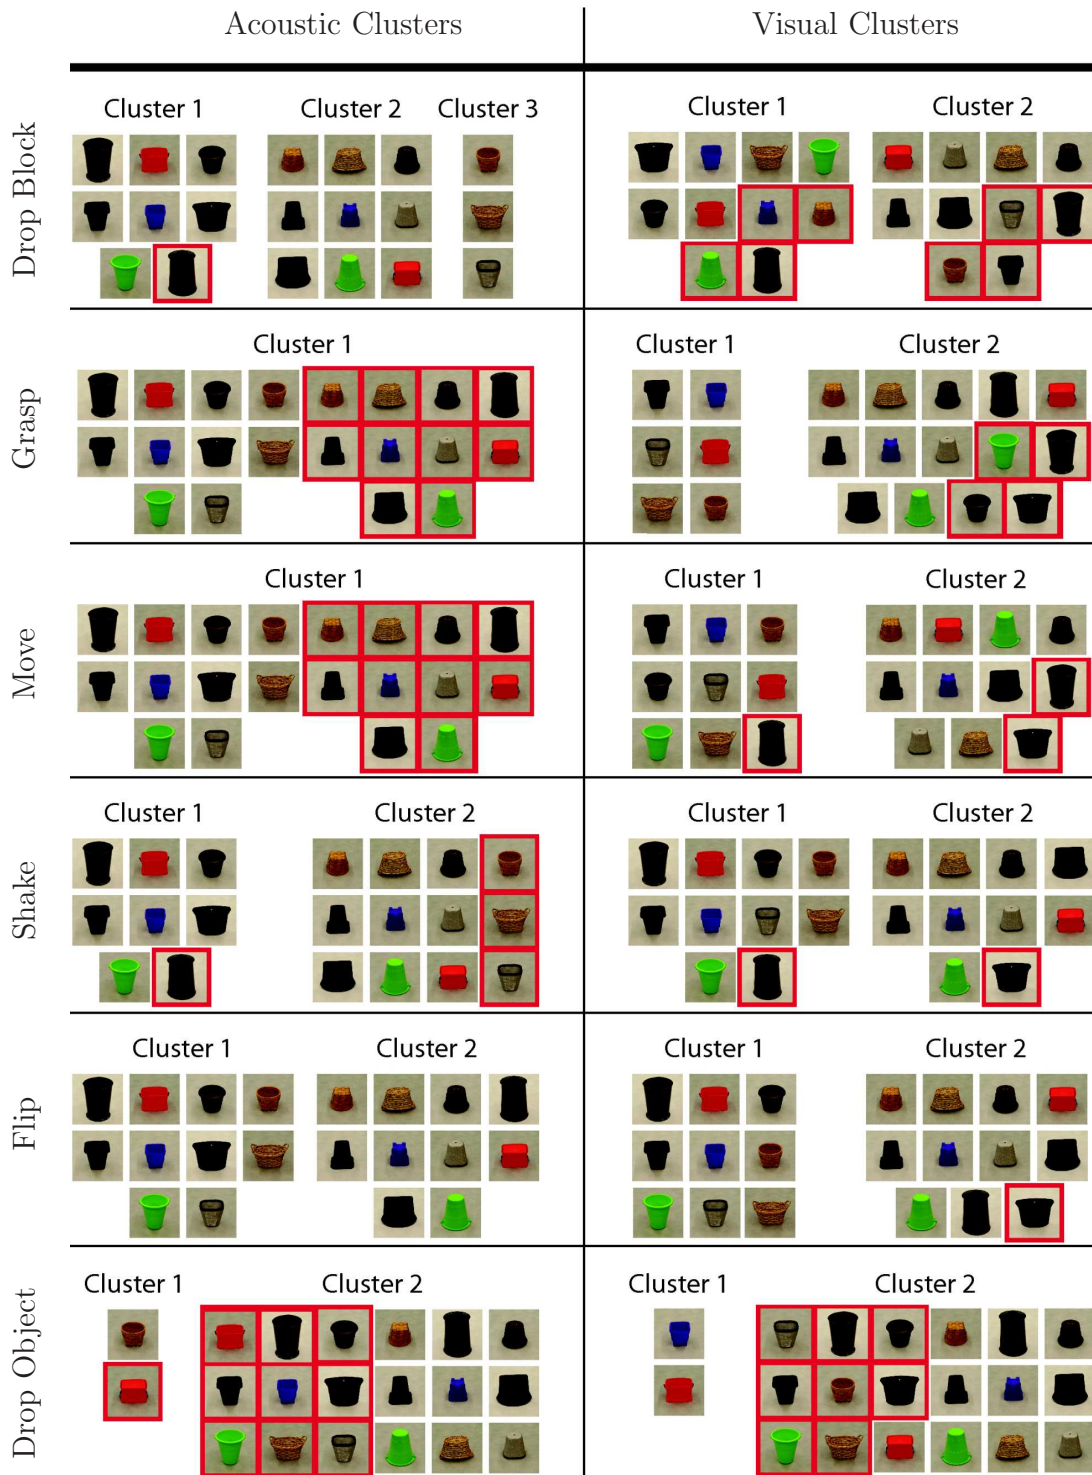 Acoustic Clusters
Visual Clusters
Drop Block
Cluster 1
Cluster 2
Cluster 3
Cluster 1
Cluster 2
Grasp
Cluster 1
Cluster 1
Cluster 2
Move
Cluster 1
Cluster 1
Cluster 2
Shake
Cluster 1
Cluster 2
Cluster 1
Cluster 2
Flip
Cluster 1
Cluster 2
Cluster 1
Cluster 2
Drop Object
Cluster 1
Cluster 2
Cluster 1
Cluster 2